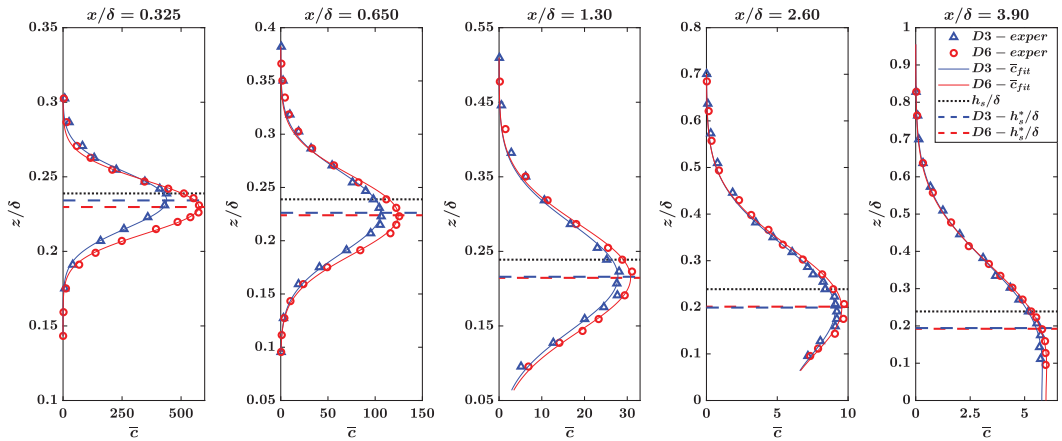 x/δ = 0.325
z/δ
0.3
0.25
0.2
0.15
0.1
0 250 500
c̅
x/δ = 0.650
z/δ
0.4
0.35
0.3
0.25
0.2
0.15
0.1
0.05
0 50 100 150
c̅
x/δ = 1.30
z/δ
0.55
0.45
0.35
0.25
0.15
0.05
0 10 20 30
c̅
x/δ = 2.60
z/δ
0.8
0.7
0.6
0.5
0.4
0.3
0.2
0.1
0
0 5 10
c̅
x/δ = 3.90
z/δ
1
0.9
0.8
0.7
0.6
0.5
0.4
0.3
0.2
0.1
0
0 2.5 5
c̅
D3 − exper
D6 − exper
D3 − c̅fit
D6 − c̅fit
hs/δ
D3 − hs*/δ
D6 − hs*/δ